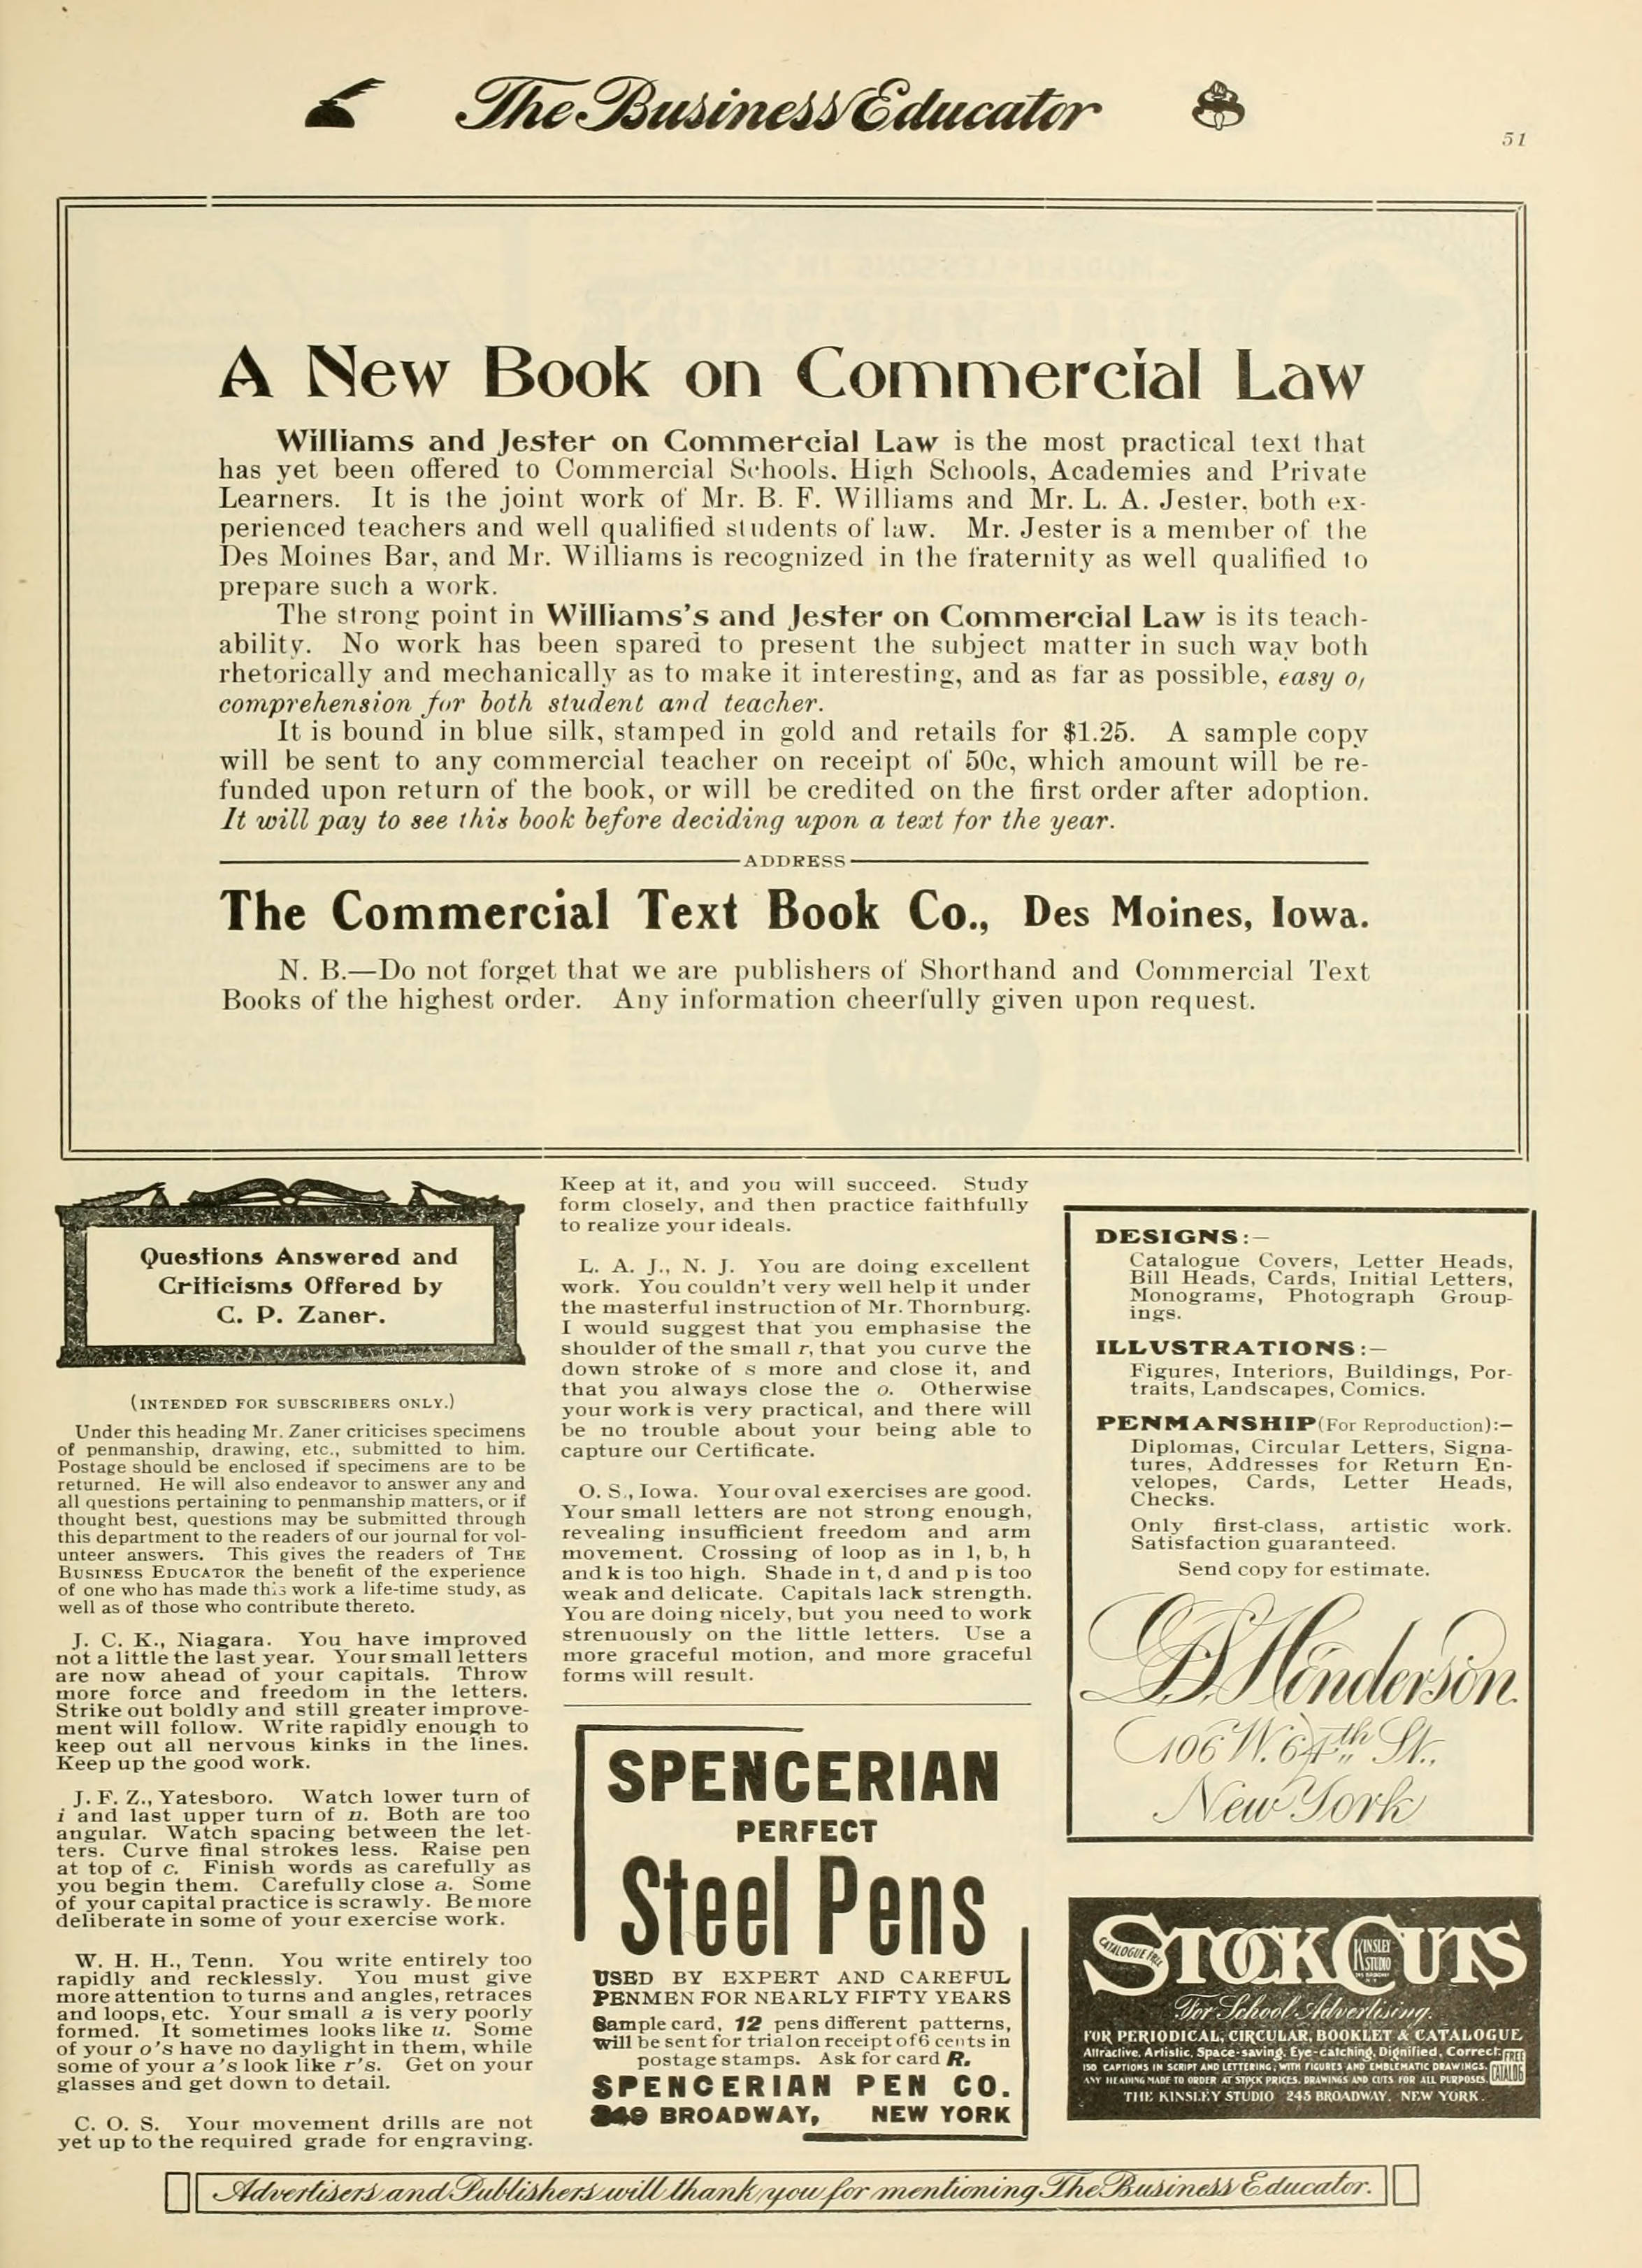 The Business Educator
51
A New Book on Commercial Law
Williams and Jester on Commercial Law is the most practical text that
has yet been offered to Commercial Schools, High Schools, Academies and Private
Learners. It is the joint work of Mr. B. F. Williams and Mr. L. A. Jester, both ex-
perienced teachers and well qualified students of law. Mr. Jester is a member of the
Des Moines Bar, and Mr. Williams is recognized in the fraternity as well qualified to
prepare such a work.
The strong point in Williams's and Jester on Commercial Law is its teach-
ability. No work has been spared to present the subject matter in such way both
rhetorically and mechanically as to make it interesting, and as far as possible, easy of
comprehension for both student and teacher.
It is bound in blue silk, stamped in gold and retails for $1.25. A sample copy
will be sent to any commercial teacher on receipt of 50c, which amount will be re-
funded upon return of the book, or will be credited on the first order after adoption.
It will pay to see this book before deciding upon a text for the year.
ADDRESS
The Commercial Text Book Co., Des Moines, Iowa.
N. B.—Do not forget that we are publishers of Shorthand and Commercial Text
Books of the highest order. Any information cheerfully given upon request.
Questions Answered and
Criticisms Offered by
C. P. Zaner.
(INTENDED FOR SUBSCRIBERS ONLY.)
Under this heading Mr. Zaner criticises specimens
of penmanship, drawing, etc., submitted to him.
Postage should be enclosed if specimens are to be
returned. He will also endeavor to answer any and
all questions pertaining to penmanship matters, or if
thought best, questions may be submitted through
this department to the readers of our journal for vol-
unteer answers. This gives the readers of THE
BUSINESS EDUCATOR the benefit of the experience
of one who has made this work a life-time study, as
well as of those who contribute thereto.
J. C. K., Niagara. You have improved
not a little the last year. Your small letters
are now ahead of your capitals. Throw
more force and freedom in the letters.
Strike out boldly and still greater improve-
ment will follow. Write rapidly enough to
keep out all nervous kinks in the lines.
Keep up the good work.
J. F. Z., Yatesboro. Watch lower turn of
i and last upper turn of n. Both are too
angular. Watch spacing between the let-
ters. Curve final strokes less. Raise pen
at top of c. Finish words as carefully as
you begin them. Carefully close a. Some
of your capital practice is scrawly. Be more
deliberate in some of your exercise work.
W. H. H., Tenn. You write entirely too
rapidly and recklessly. You must give
more attention to turns and angles, retraces
and loops, etc. Your small a is very poorly
formed. It sometimes looks like u. Some
of your o's have no daylight in them, while
some of your a's look like r's. Get on your
glasses and get down to detail.
C. O. S. Your movement drills are not
yet up to the required grade for engraving.
Keep at it, and you will succeed. Study
form closely, and then practice faithfully
to realize your ideals.
L. A. J., N. J. You are doing excellent
work. You couldn't very well help it under
the masterful instruction of Mr. Thornburg.
I would suggest that you emphasise the
shoulder of the small r, that you curve the
down stroke of s more and close it, and
that you always close the o. Otherwise
your work is very practical, and there will
be no trouble about your being able to
capture our Certificate.
O. S., Iowa. Your oval exercises are good.
Your small letters are not strong enough,
revealing insufficient freedom and arm
movement. Crossing of loop as in l, b, h
and k is too high. Shade in t, d and p is too
weak and delicate. Capitals lack strength.
You are doing nicely, but you need to work
strenuously on the little letters. Use a
more graceful motion, and more graceful
forms will result.
SPENCERIAN
PERFECT
Steel Pens
USED BY EXPERT AND CAREFUL
PENMEN FOR NEARLY FIFTY YEARS
Sample card, 12 pens different patterns,
will be sent for trial on receipt of 6 cents in
postage stamps. Ask for card R.
SPENCERIAN PEN CO.
349 BROADWAY, NEW YORK
DESIGNS:—
Catalogue Covers, Letter Heads,
Bill Heads, Cards, Initial Letters,
Monograms, Photograph Group-
ings.
ILLUSTRATIONS:—
Figures, Interiors, Buildings, Por-
traits, Landscapes, Comics.
PENMANSHIP (For Reproduction):—
Diplomas, Circular Letters, Signa-
tures, Addresses for Return En-
velopes, Cards, Letter Heads,
Checks.
Only first-class, artistic work.
Satisfaction guaranteed.
Send copy for estimate.
Henderson
106 W. 64th St.,
New York
STOCK CUTS
CATALOGUE FREE
KINSLEY
STUDIO
For School Advertising.
FOR PERIODICAL, CIRCULAR, BOOKLET & CATALOGUE
Attractive, Artistic, Space-saving, Eye-catching, Dignified, Correct.
150 CAPTIONS IN SCRIPT AND LETTERING, WITH FIGURES AND EMBLEMATIC DRAWINGS.
ANY HEADING MADE TO ORDER AT STOCK PRICES. DRAWINGS AND CUTS FOR ALL PURPOSES.
FREE
CATALOG
THE KINSLEY STUDIO 245 BROADWAY. NEW YORK.
Advertisers and Publishers will thank you for mentioning The Business Educator.